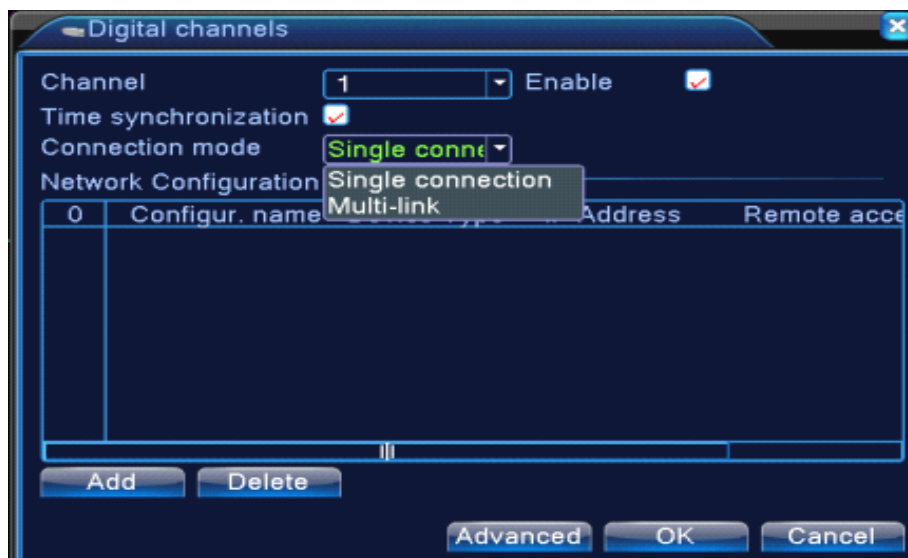 Digital channels
Channel 1 Enable
Time synchronization
Connection mode Single conne
Network Configuration Single connection
Multi-link
0 Configur. name Address Remote acce
Add Delete
Advanced OK Cancel